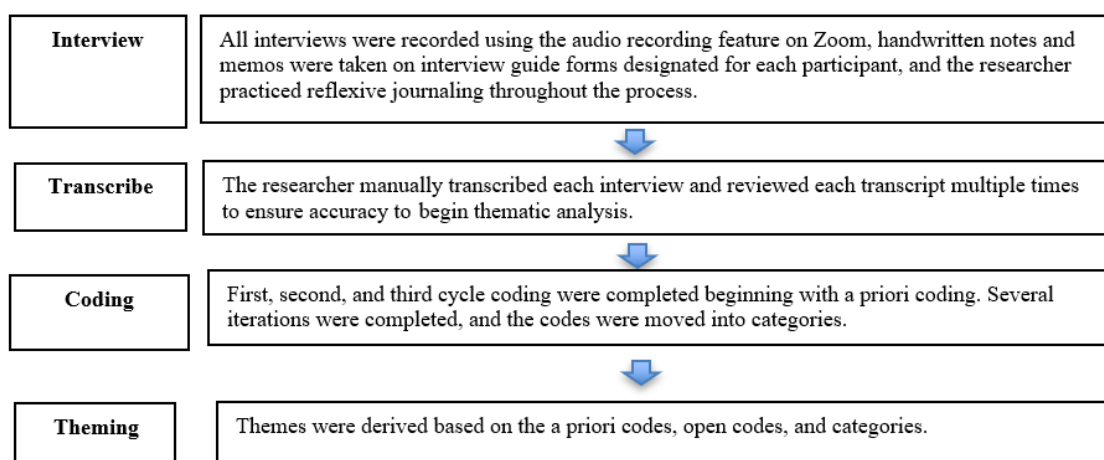 Interview
All interviews were recorded using the audio recording feature on Zoom, handwritten notes and
memos were taken on interview guide forms designated for each participant, and the researcher
practiced reflexive journaling throughout the process.
Transcribe
The researcher manually transcribed each interview and reviewed each transcript multiple times
to ensure accuracy to begin thematic analysis.
Coding
First, second, and third cycle coding were completed beginning with a priori coding. Several
iterations were completed, and the codes were moved into categories.
Theming
Themes were derived based on the a priori codes, open codes, and categories.